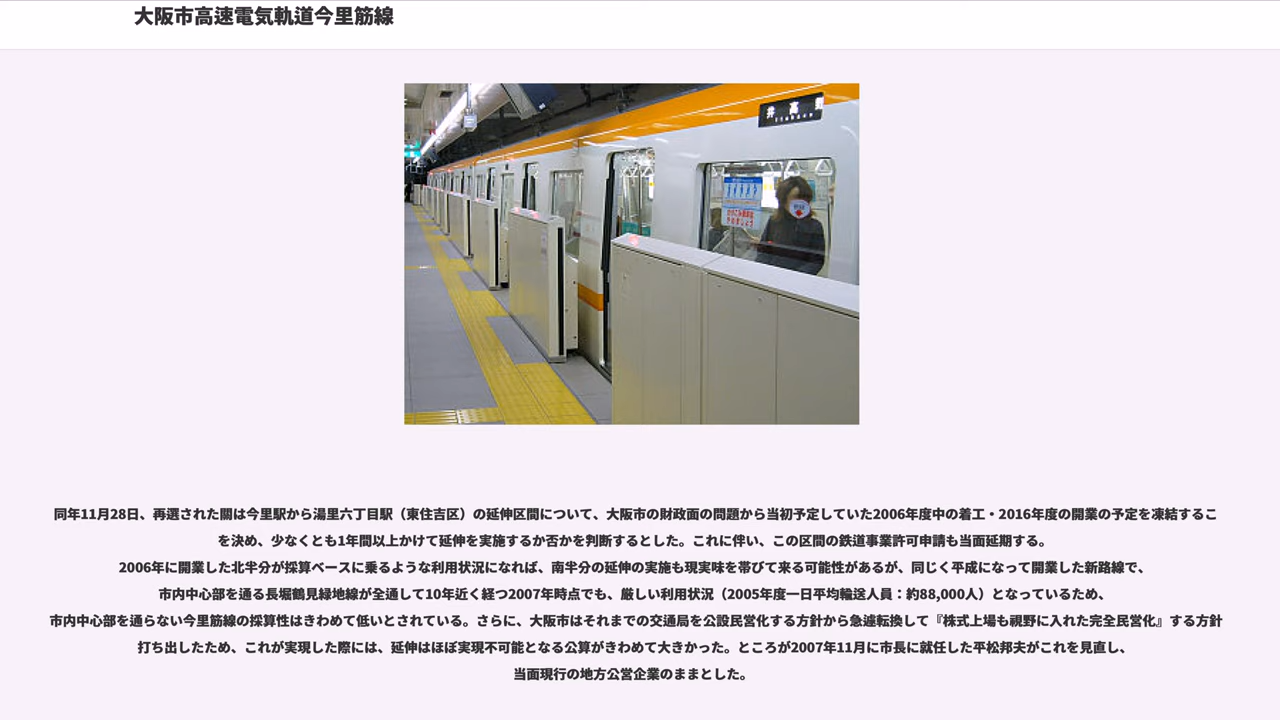 大阪市高速電気軌道今里筋線
井高野
同年11月28日、再選された關は今里駅から湯里六丁目駅（東住吉区）の延伸区間について、大阪市の財政面の問題から当初予定していた2006年度中の着工・2016年度の開業の予定を凍結するこ
を決め、少なくとも1年間以上かけて延伸を実施するか否かを判断するとした。これに伴い、この区間の鉄道事業許可申請も当面延期する。
2006年に開業した北半分が採算ベースに乗るような利用状況になれば、南半分の延伸の実施も現実味を帯びて来る可能性があるが、同じく平成になって開業した新路線で、
市内中心部を通る長堀鶴見緑地線が全通して10年近く経つ2007年時点でも、厳しい利用状況（2005年度一日平均輸送人員：約88,000人）となっているため、
市内中心部を通らない今里筋線の採算性はきわめて低いとされている。さらに、大阪市はそれまでの交通局を公設民営化する方針から急遽転換して『株式上場も視野に入れた完全民営化』する方針
打ち出したため、これが実現した際には、延伸はほぼ実現不可能となる公算がきわめて大きかった。ところが2007年11月に市長に就任した平松邦夫がこれを見直し、
当面現行の地方公営企業のままとした。